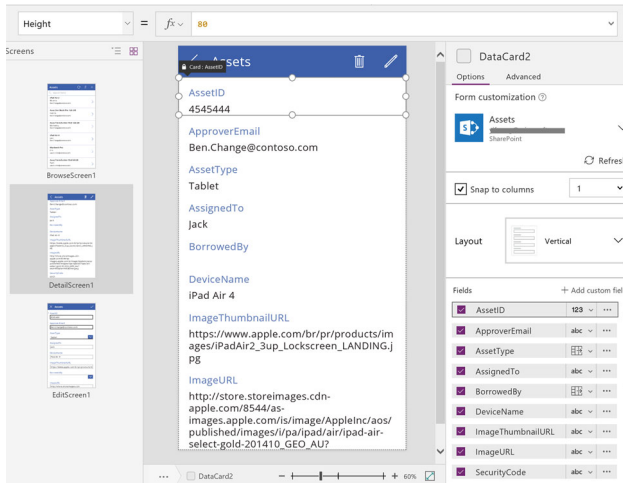 Height
=
fx
80
Screens
Assets
Card : AssetID
AssetID
4545444
ApproverEmail
Ben.Change@contoso.com
AssetType
Tablet
AssignedTo
Jack
BorrowedBy
DeviceName
iPad Air 4
ImageThumbnailURL
https://www.apple.com/br/pr/products/im
ages/iPadAir2_3up_Lockscreen_LANDING.j
pg
ImageURL
http://store.storeimages.cdn-
apple.com/8544/as-
images.apple.com/is/image/AppleInc/aos/
published/images/i/pa/ipad/air/ipad-air-
select-gold-201410_GEO_AU?
BrowseScreen1
DetailScreen1
EditScreen1
DataCard2
60%
DataCard2
Options Advanced
Form customization
Assets
SharePoint
Refres
Snap to columns 1
Layout Vertical
Fields + Add custom fiel
AssetID 123
ApproverEmail abc
AssetType
AssignedTo abc
BorrowedBy
DeviceName abc
ImageThumbnailURL abc
ImageURL abc
SecurityCode abc